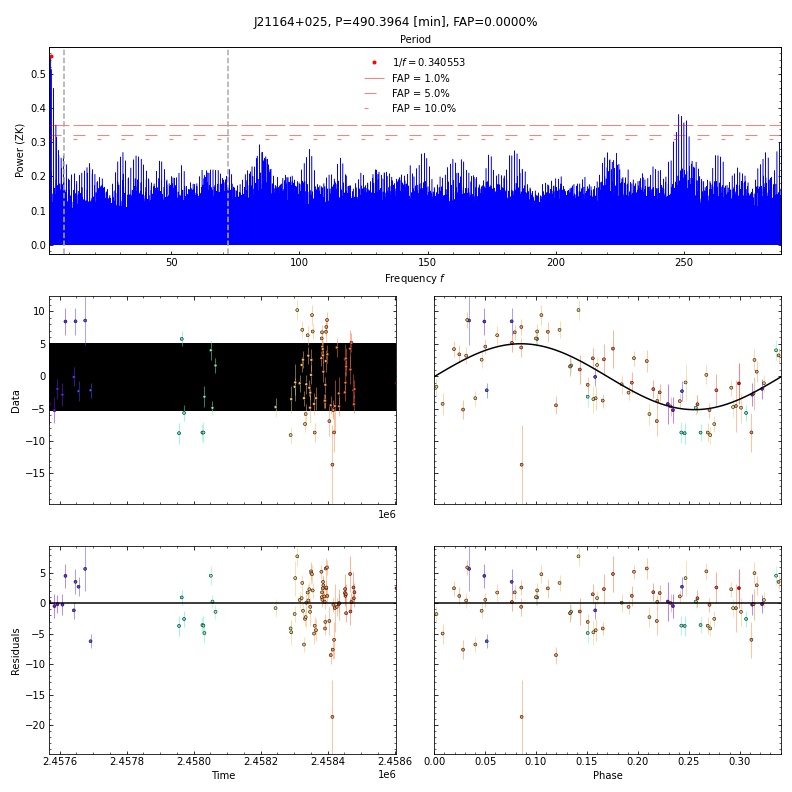 J21164+025, P=490.3964 [min], FAP=0.0000%
Period
1/f = 0.340553
FAP = 1.0%
FAP = 5.0%
FAP = 10.0%
Power (ZK)
0.5
0.4
0.3
0.2
0.1
0.0
50 100 150 200 250
Frequency f
Data
10
5
0
−5
−10
−15
1e6
Residuals
5
0
−5
−10
−15
−20
2.4576 2.4578 2.4580 2.4582 2.4584 2.4586
Time
1e6
0.00 0.05 0.10 0.15 0.20 0.25 0.30
Phase